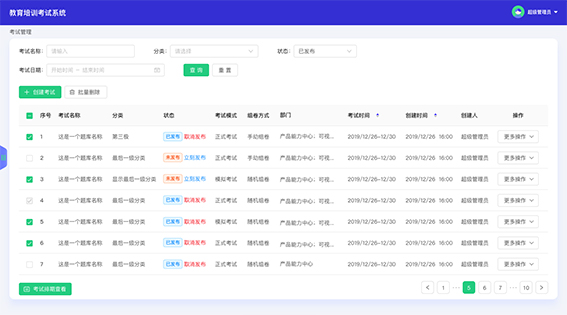 教育培训考试系统
超级管理员
考试管理
考试名称: 请输入 分类: 请选择 状态: 已发布
考试日期: 开始时间 ~ 结束时间 查 询 重 置
+ 创建考试 批量删除
序号 考试名称 分类 状态 考试模式 组卷方式 部门 考试时间 创建时间 创建人 操作
1 这是一个题库名称 第三级 已发布 取消发布 正式考试 手动组卷 产品能力中心; 可视... 2019/12/26~12/30 2019/12/26 16:00 超级管理员 更多操作
2 这是一个题库名称 最后一级分类 未发布 立刻发布 正式考试 手动组卷 产品能力中心; 可视... 2019/12/26~12/30 2019/12/26 16:00 超级管理员 更多操作
3 这是一个题库名称 显示最后一级分类 未发布 立刻发布 模拟考试 随机组卷 产品能力中心; 可视... 2019/12/26~12/30 2019/12/26 16:00 超级管理员 更多操作
4 这是一个题库名称 最后一级分类 已发布 取消发布 正式考试 随机组卷 产品能力中心; 可视... 2019/12/26~12/30 2019/12/26 16:00 超级管理员 更多操作
5 这是一个题库名称 最后一级分类 已发布 取消发布 模拟考试 随机组卷 产品能力中心; 可视... 2019/12/26~12/30 2019/12/26 16:00 超级管理员 更多操作
6 这是一个题库名称 最后一级分类 已发布 取消发布 正式考试 随机组卷 产品能力中心; 可视... 2019/12/26~12/30 2019/12/26 16:00 超级管理员 更多操作
7 这是一个题库名称 最后一级分类 已发布 取消发布 正式考试 随机组卷 产品能力中心 2019/12/26~12/30 2019/12/26 16:00 超级管理员 更多操作
考试排期查看
< 1 ··· 5 6 7 ··· 10 >